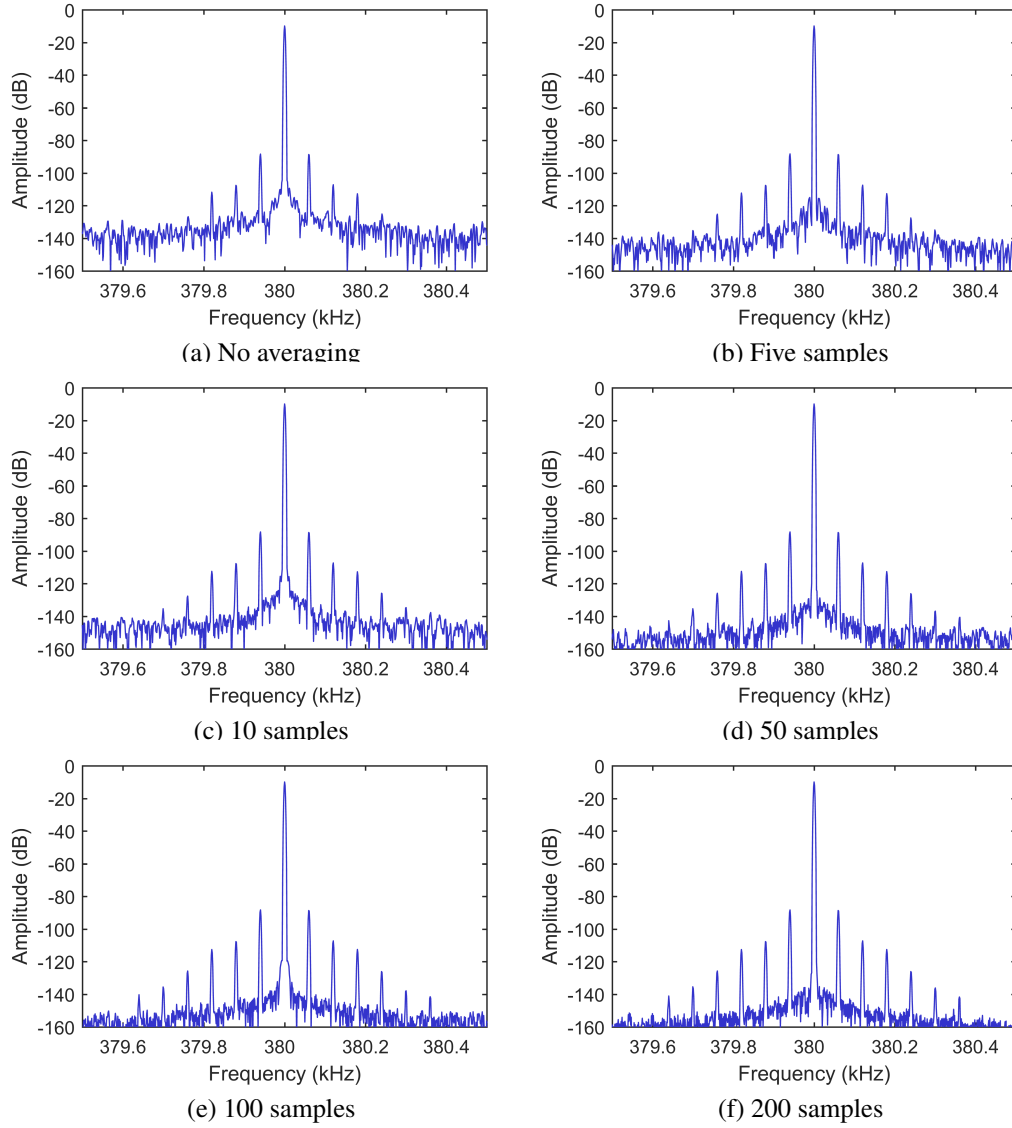 0
-20
-40
-60
-80
-100
-120
-140
-160
Amplitude (dB)
379.6 379.8 380 380.2 380.4
Frequency (kHz)
(a) No averaging
0
-20
-40
-60
-80
-100
-120
-140
-160
Amplitude (dB)
379.6 379.8 380 380.2 380.4
Frequency (kHz)
(b) Five samples
0
-20
-40
-60
-80
-100
-120
-140
-160
Amplitude (dB)
379.6 379.8 380 380.2 380.4
Frequency (kHz)
(c) 10 samples
0
-20
-40
-60
-80
-100
-120
-140
-160
Amplitude (dB)
379.6 379.8 380 380.2 380.4
Frequency (kHz)
(d) 50 samples
0
-20
-40
-60
-80
-100
-120
-140
-160
Amplitude (dB)
379.6 379.8 380 380.2 380.4
Frequency (kHz)
(e) 100 samples
0
-20
-40
-60
-80
-100
-120
-140
-160
Amplitude (dB)
379.6 379.8 380 380.2 380.4
Frequency (kHz)
(f) 200 samples